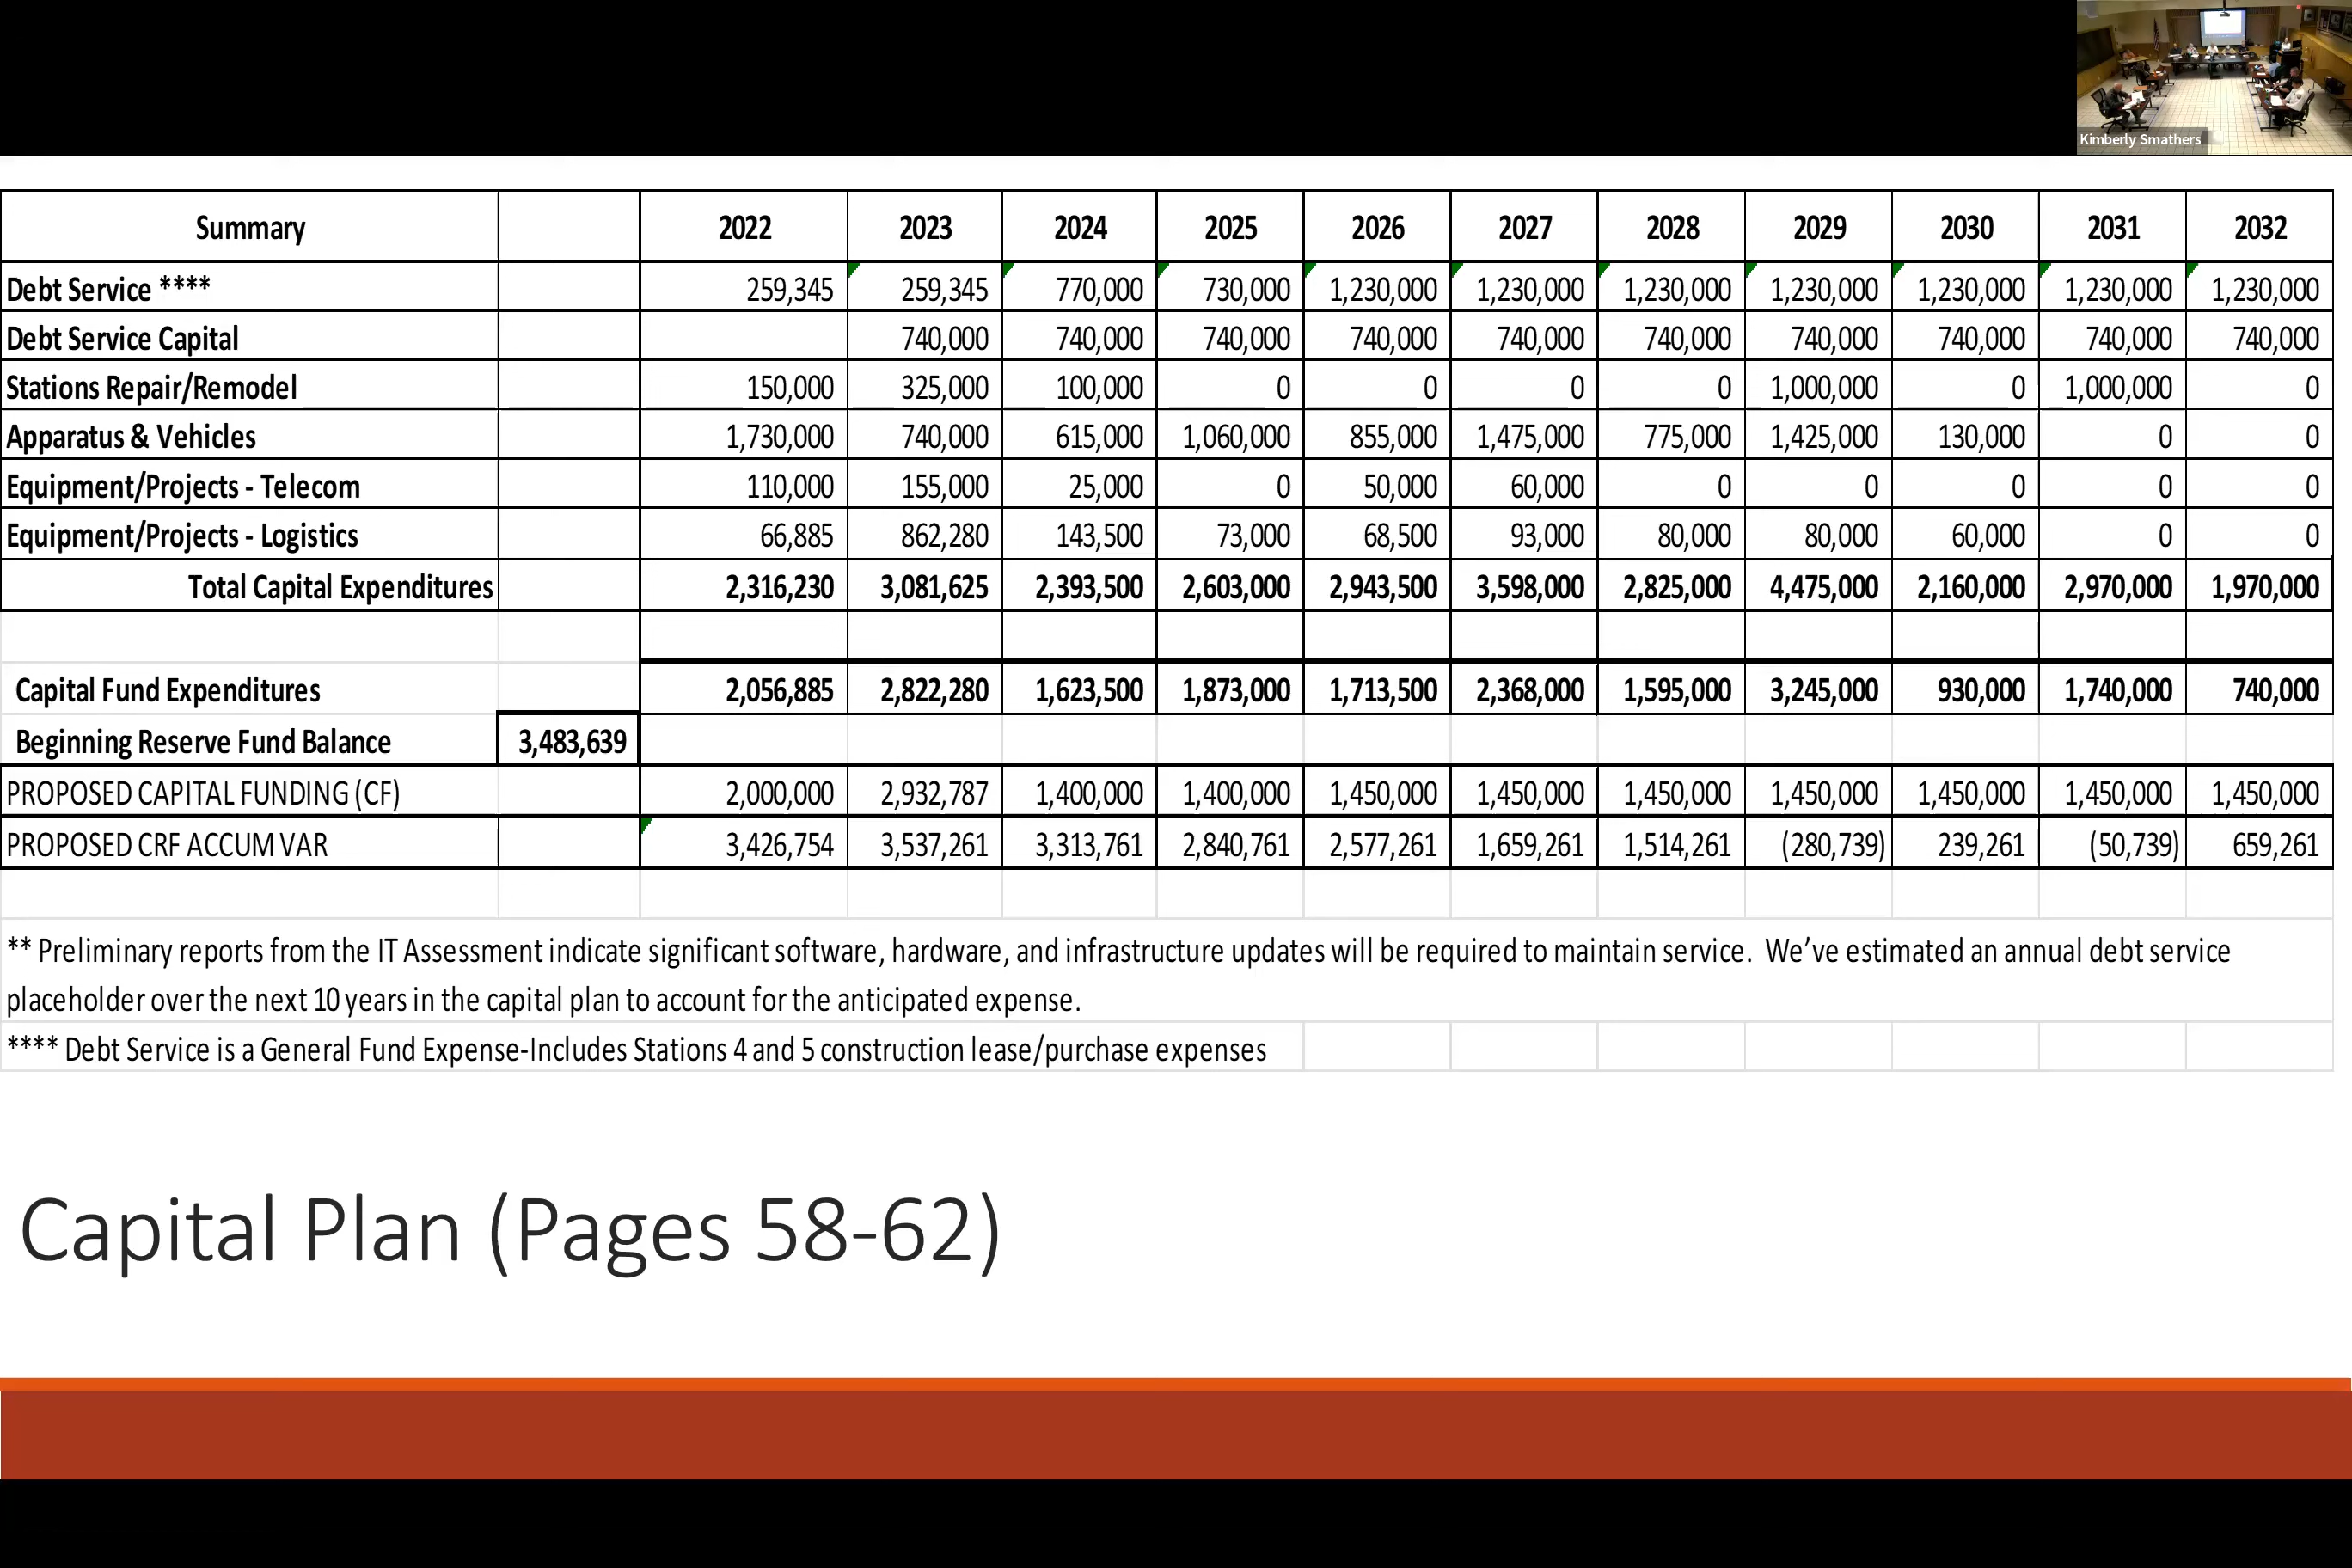 Kimberly Smathers
Summary 2022 2023 2024 2025 2026 2027 2028 2029 2030 2031 2032
Debt Service **** 259,345 259,345 770,000 730,000 1,230,000 1,230,000 1,230,000 1,230,000 1,230,000 1,230,000 1,230,000
Debt Service Capital 740,000 740,000 740,000 740,000 740,000 740,000 740,000 740,000 740,000 740,000
Stations Repair/Remodel 150,000 325,000 100,000 0 0 0 0 1,000,000 0 1,000,000 0
Apparatus & Vehicles 1,730,000 740,000 615,000 1,060,000 855,000 1,475,000 775,000 1,425,000 130,000 0 0
Equipment/Projects - Telecom 110,000 155,000 25,000 0 50,000 60,000 0 0 0 0 0
Equipment/Projects - Logistics 66,885 862,280 143,500 73,000 68,500 93,000 80,000 80,000 60,000 0 0
Total Capital Expenditures 2,316,230 3,081,625 2,393,500 2,603,000 2,943,500 3,598,000 2,825,000 4,475,000 2,160,000 2,970,000 1,970,000
Capital Fund Expenditures 2,056,885 2,822,280 1,623,500 1,873,000 1,713,500 2,368,000 1,595,000 3,245,000 930,000 1,740,000 740,000
Beginning Reserve Fund Balance 3,483,639
PROPOSED CAPITAL FUNDING (CF) 2,000,000 2,932,787 1,400,000 1,400,000 1,450,000 1,450,000 1,450,000 1,450,000 1,450,000 1,450,000 1,450,000
PROPOSED CRF ACCUM VAR 3,426,754 3,537,261 3,313,761 2,840,761 2,577,261 1,659,261 1,514,261 (280,739) 239,261 (50,739) 659,261
** Preliminary reports from the IT Assessment indicate significant software, hardware, and infrastructure updates will be required to maintain service. We’ve estimated an annual debt service
placeholder over the next 10 years in the capital plan to account for the anticipated expense.
**** Debt Service is a General Fund Expense-Includes Stations 4 and 5 construction lease/purchase expenses
Capital Plan (Pages 58-62)